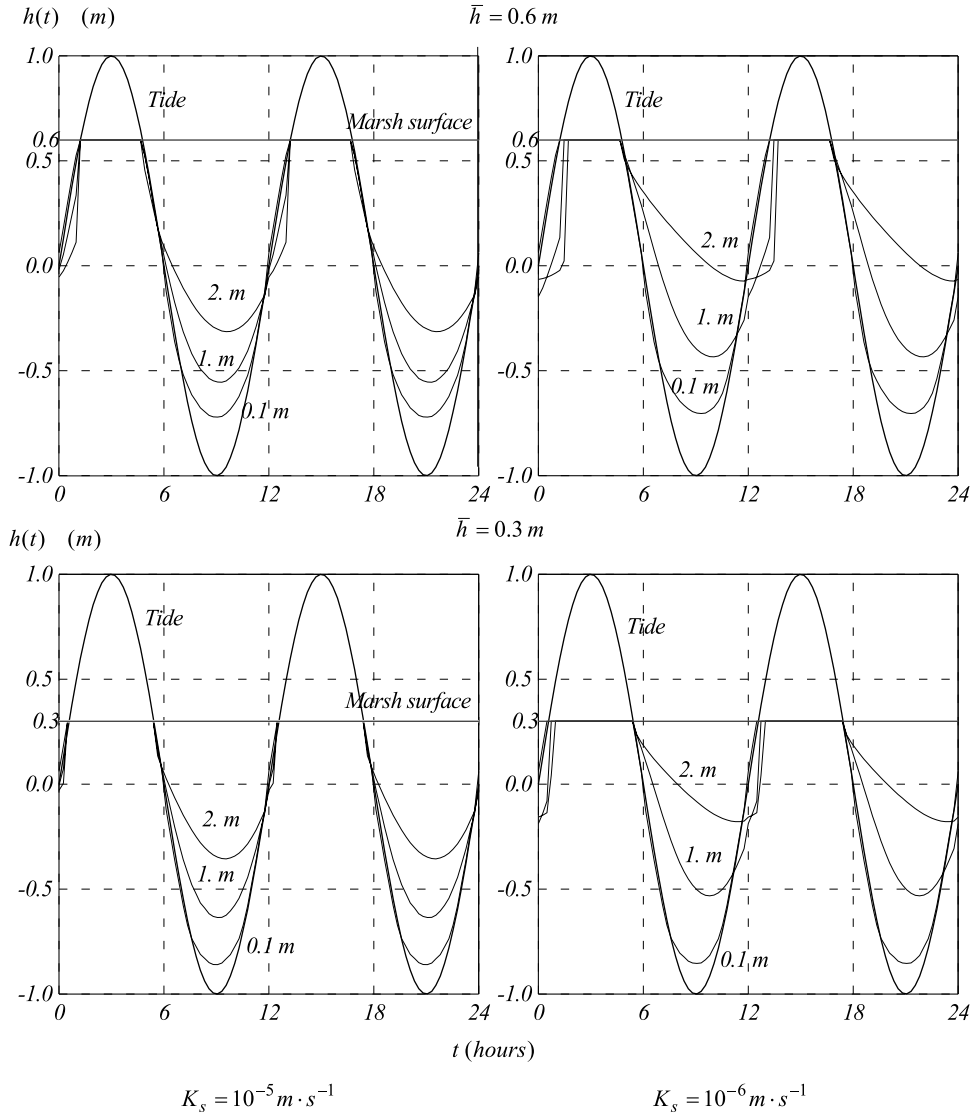 h(t) (m)
h̅ = 0.6 m
1.0
Tide
Marsh surface
0.6
0.5
2. m
0.0
1. m
-0.5
0.1 m
-1.0
0 6 12 18 24
1.0
Tide
0.6
0.5
2. m
0.0
1. m
-0.5
0.1 m
-1.0
0 6 12 18 24
h(t) (m)
h̅ = 0.3 m
1.0
Tide
0.5
Marsh surface
0.3
0.0
2. m
1. m
-0.5
0.1 m
-1.0
0 6 12 18 24
1.0
Tide
0.5
0.3
2. m
0.0
1. m
-0.5
0.1 m
-1.0
0 6 12 18 24
t (hours)
Kₛ = 10⁻⁵ m · s⁻¹
Kₛ = 10⁻⁶ m · s⁻¹